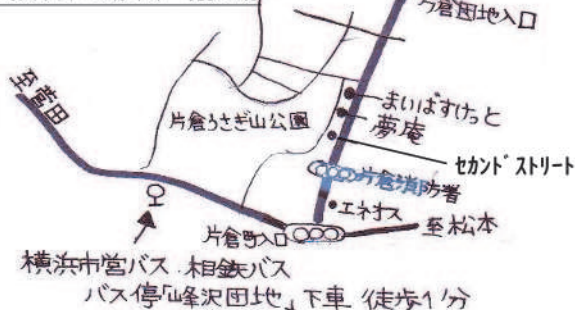 片倉団地入口
至菅田
片倉うさぎ山公園
まいばすけっと
夢庵
セカンドストリート
片倉消防署
エネオス
片倉町入口
至松本
横浜市営バス、相鉄バス
バス停「峰沢団地」下車 徒歩1分